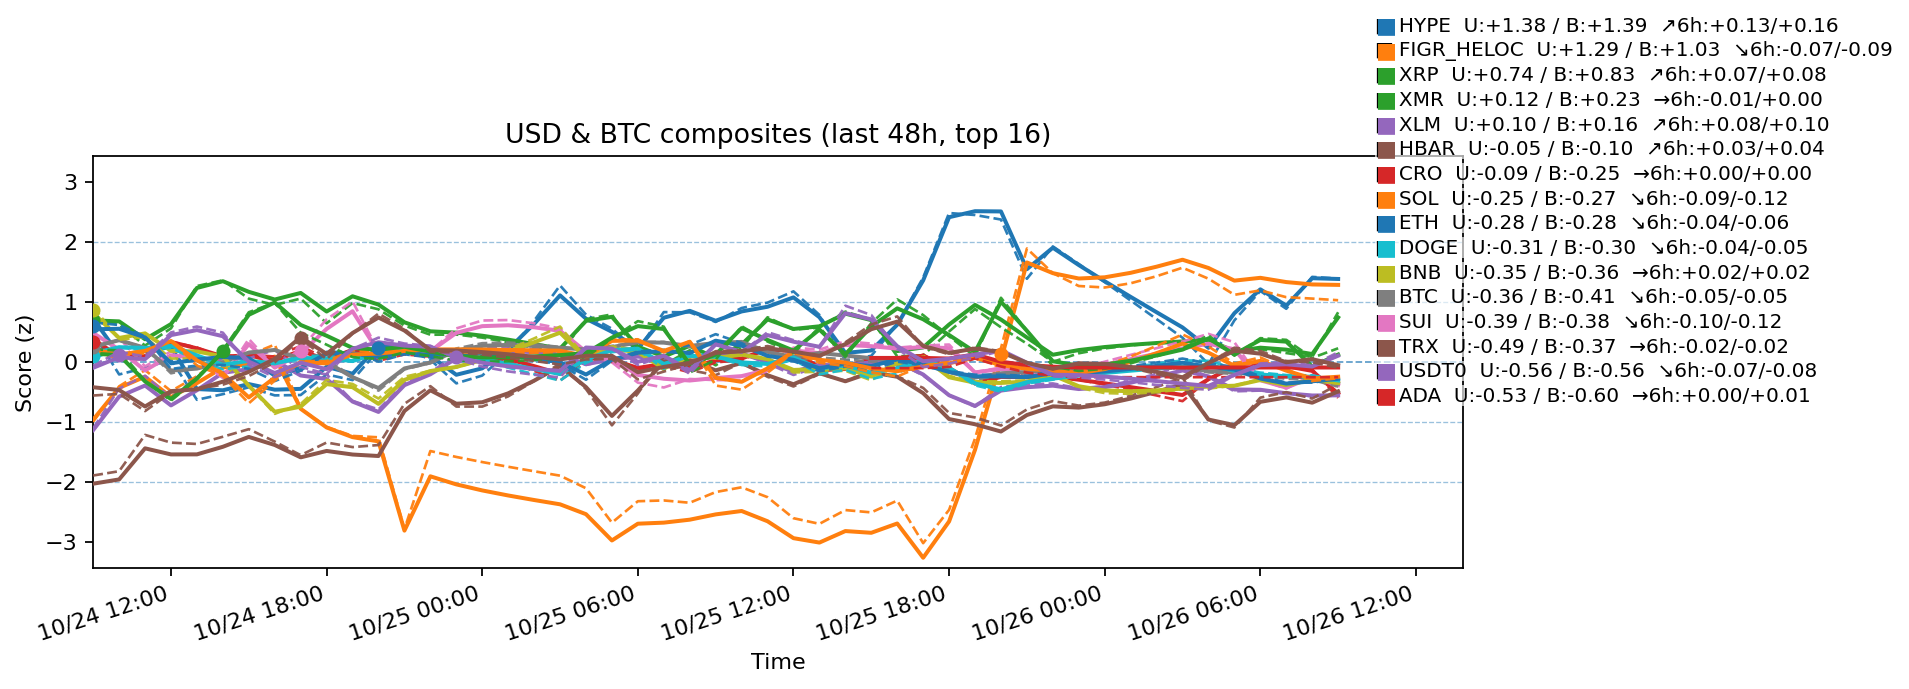 HYPE  U:+1.38 / B:+1.39  ↗6h:+0.13/+0.16
FIGR_HELOC  U:+1.29 / B:+1.03  ↘6h:-0.07/-0.09
XRP  U:+0.74 / B:+0.83  ↗6h:+0.07/+0.08
XMR  U:+0.12 / B:+0.23  →6h:-0.01/+0.00
XLM  U:+0.10 / B:+0.16  ↗6h:+0.08/+0.10
HBAR  U:-0.05 / B:-0.10  ↗6h:+0.03/+0.04
CRO  U:-0.09 / B:-0.25  →6h:+0.00/+0.00
SOL  U:-0.25 / B:-0.27  ↘6h:-0.09/-0.12
ETH  U:-0.28 / B:-0.28  ↘6h:-0.04/-0.06
DOGE  U:-0.31 / B:-0.30  ↘6h:-0.04/-0.05
BNB  U:-0.35 / B:-0.36  →6h:+0.02/+0.02
BTC  U:-0.36 / B:-0.41  ↘6h:-0.05/-0.05
SUI  U:-0.39 / B:-0.38  ↘6h:-0.10/-0.12
TRX  U:-0.49 / B:-0.37  →6h:-0.02/-0.02
USDT0  U:-0.56 / B:-0.56  ↘6h:-0.07/-0.08
ADA  U:-0.53 / B:-0.60  →6h:+0.00/+0.01
USD & BTC composites (last 48h, top 16)
Score (z)
3
2
1
0
−1
−2
−3
10/24 12:00
10/24 18:00
10/25 00:00
10/25 06:00
10/25 12:00
10/25 18:00
10/26 00:00
10/26 06:00
10/26 12:00
Time